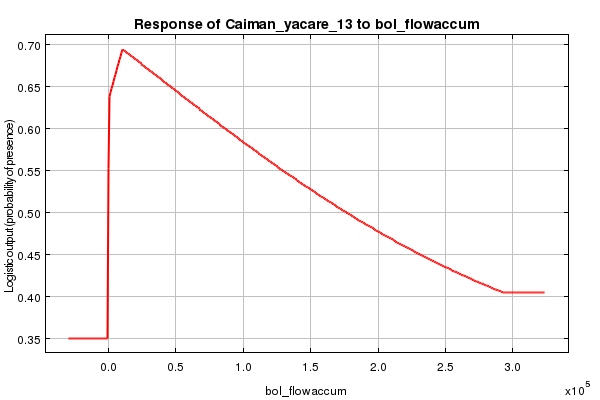 Response of Caiman_yacare_13 to bol_flowaccum
Logistic output (probability of presence)
0.70
0.65
0.60
0.55
0.50
0.45
0.40
0.35
0.0 0.5 1.0 1.5 2.0 2.5 3.0
bol_flowaccum
x10⁵